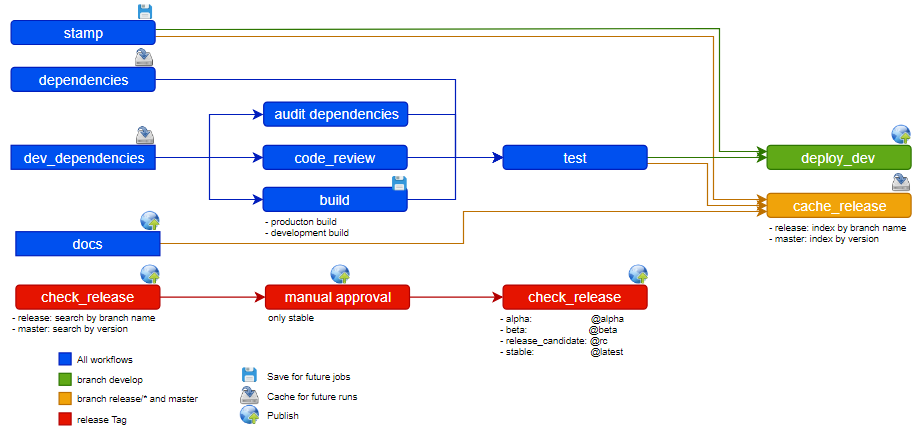 stamp
dependencies
audit dependencies
dev_dependencies
code_review
test
deploy_dev
build
cache_release
- producton build
- development build
- release: index by branch name
- master: index by version
docs
check_release
manual approval
check_release
- release: search by branch name
- master: search by version
only stable
- alpha: @alpha
- beta: @beta
- release_candidate: @rc
- stable: @latest
All workflows
branch develop
branch release/* and master
release Tag
Save for future jobs
Cache for future runs
Publish